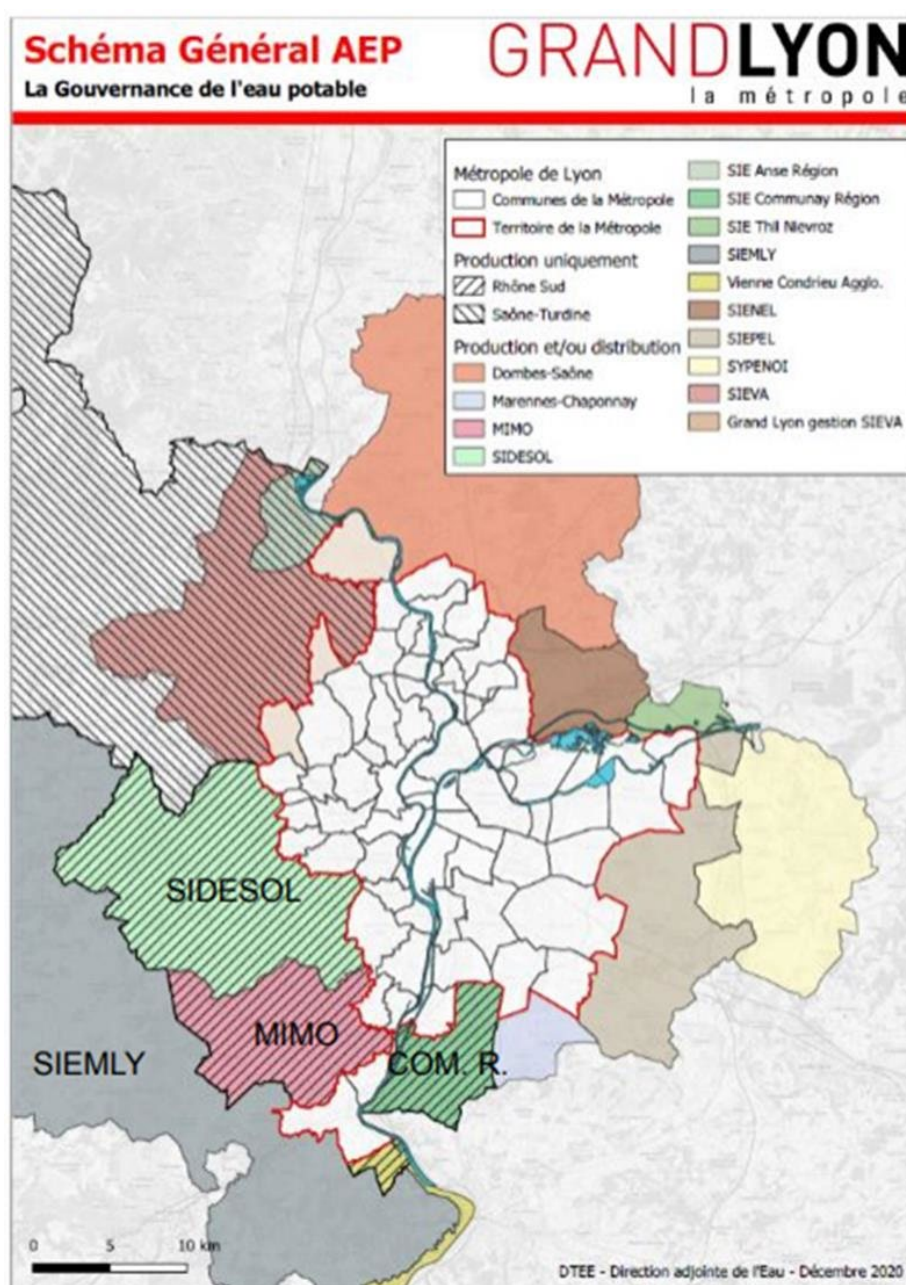 Schéma Général AEP
La Gouvernance de l'eau potable
GRANDLYON
la métropole
Métropole de Lyon
Communes de la Métropole
Territoire de la Métropole
Production uniquement
Rhône Sud
Saône-Turdine
Production et/ou distribution
Dombes-Saône
Marennes-Chaponnay
MIMO
SIDESOL
SIE Anse Région
SIE Communay Région
SIE Thil Nievroz
SIEMLY
Vienne Condrieu Agglo.
SIENEL
SIEPEL
SYPENOI
SIEVA
Grand Lyon gestion SIEVA
SIDESOL
MIMO
SIEMLY
COM. R.
0 5 10 km
DTEE - Direction adjointe de l'Eau - Décembre 2020